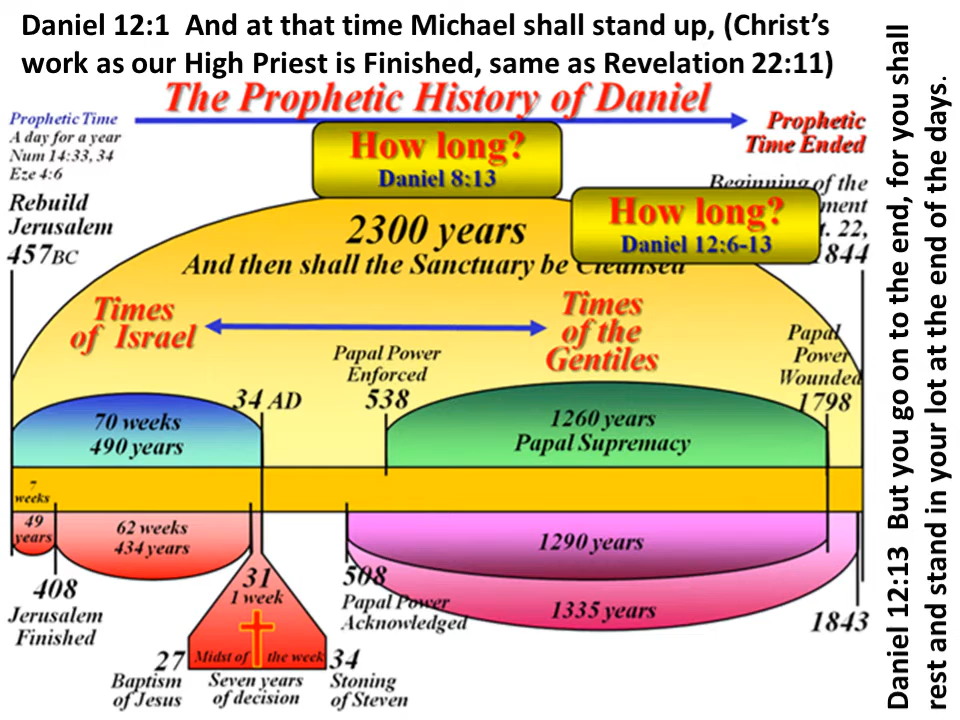 Daniel 12:1  And at that time Michael shall stand up, (Christ’s
work as our High Priest is Finished, same as Revelation 22:11)
The Prophetic History of Daniel
Prophetic Time
A day for a year
Num 14:33, 34
Eze 4:6
Prophetic
Time Ended
How long?
Daniel 8:13
Rebuild
Jerusalem
457BC
Beginning of the
ment
t. 22,
1844
How long?
Daniel 12:6-13
2300 years
And then shall the Sanctuary be Cleansed
Times
of Israel
Times
of the
Gentiles
Papal Power
Enforced
538
Papal
Power
Wounded
1798
34 AD
70 weeks
490 years
1260 years
Papal Supremacy
7
weeks
49
years
62 weeks
434 years
1290 years
1335 years
408
Jerusalem
Finished
31
1 week
Midst of the week
27
Baptism
of Jesus
Seven years
of decision
34
Stoning
of Steven
508
Papal Power
Acknowledged
1843
Daniel 12:13  But you go on to the end, for you shall
rest and stand in your lot at the end of the days.